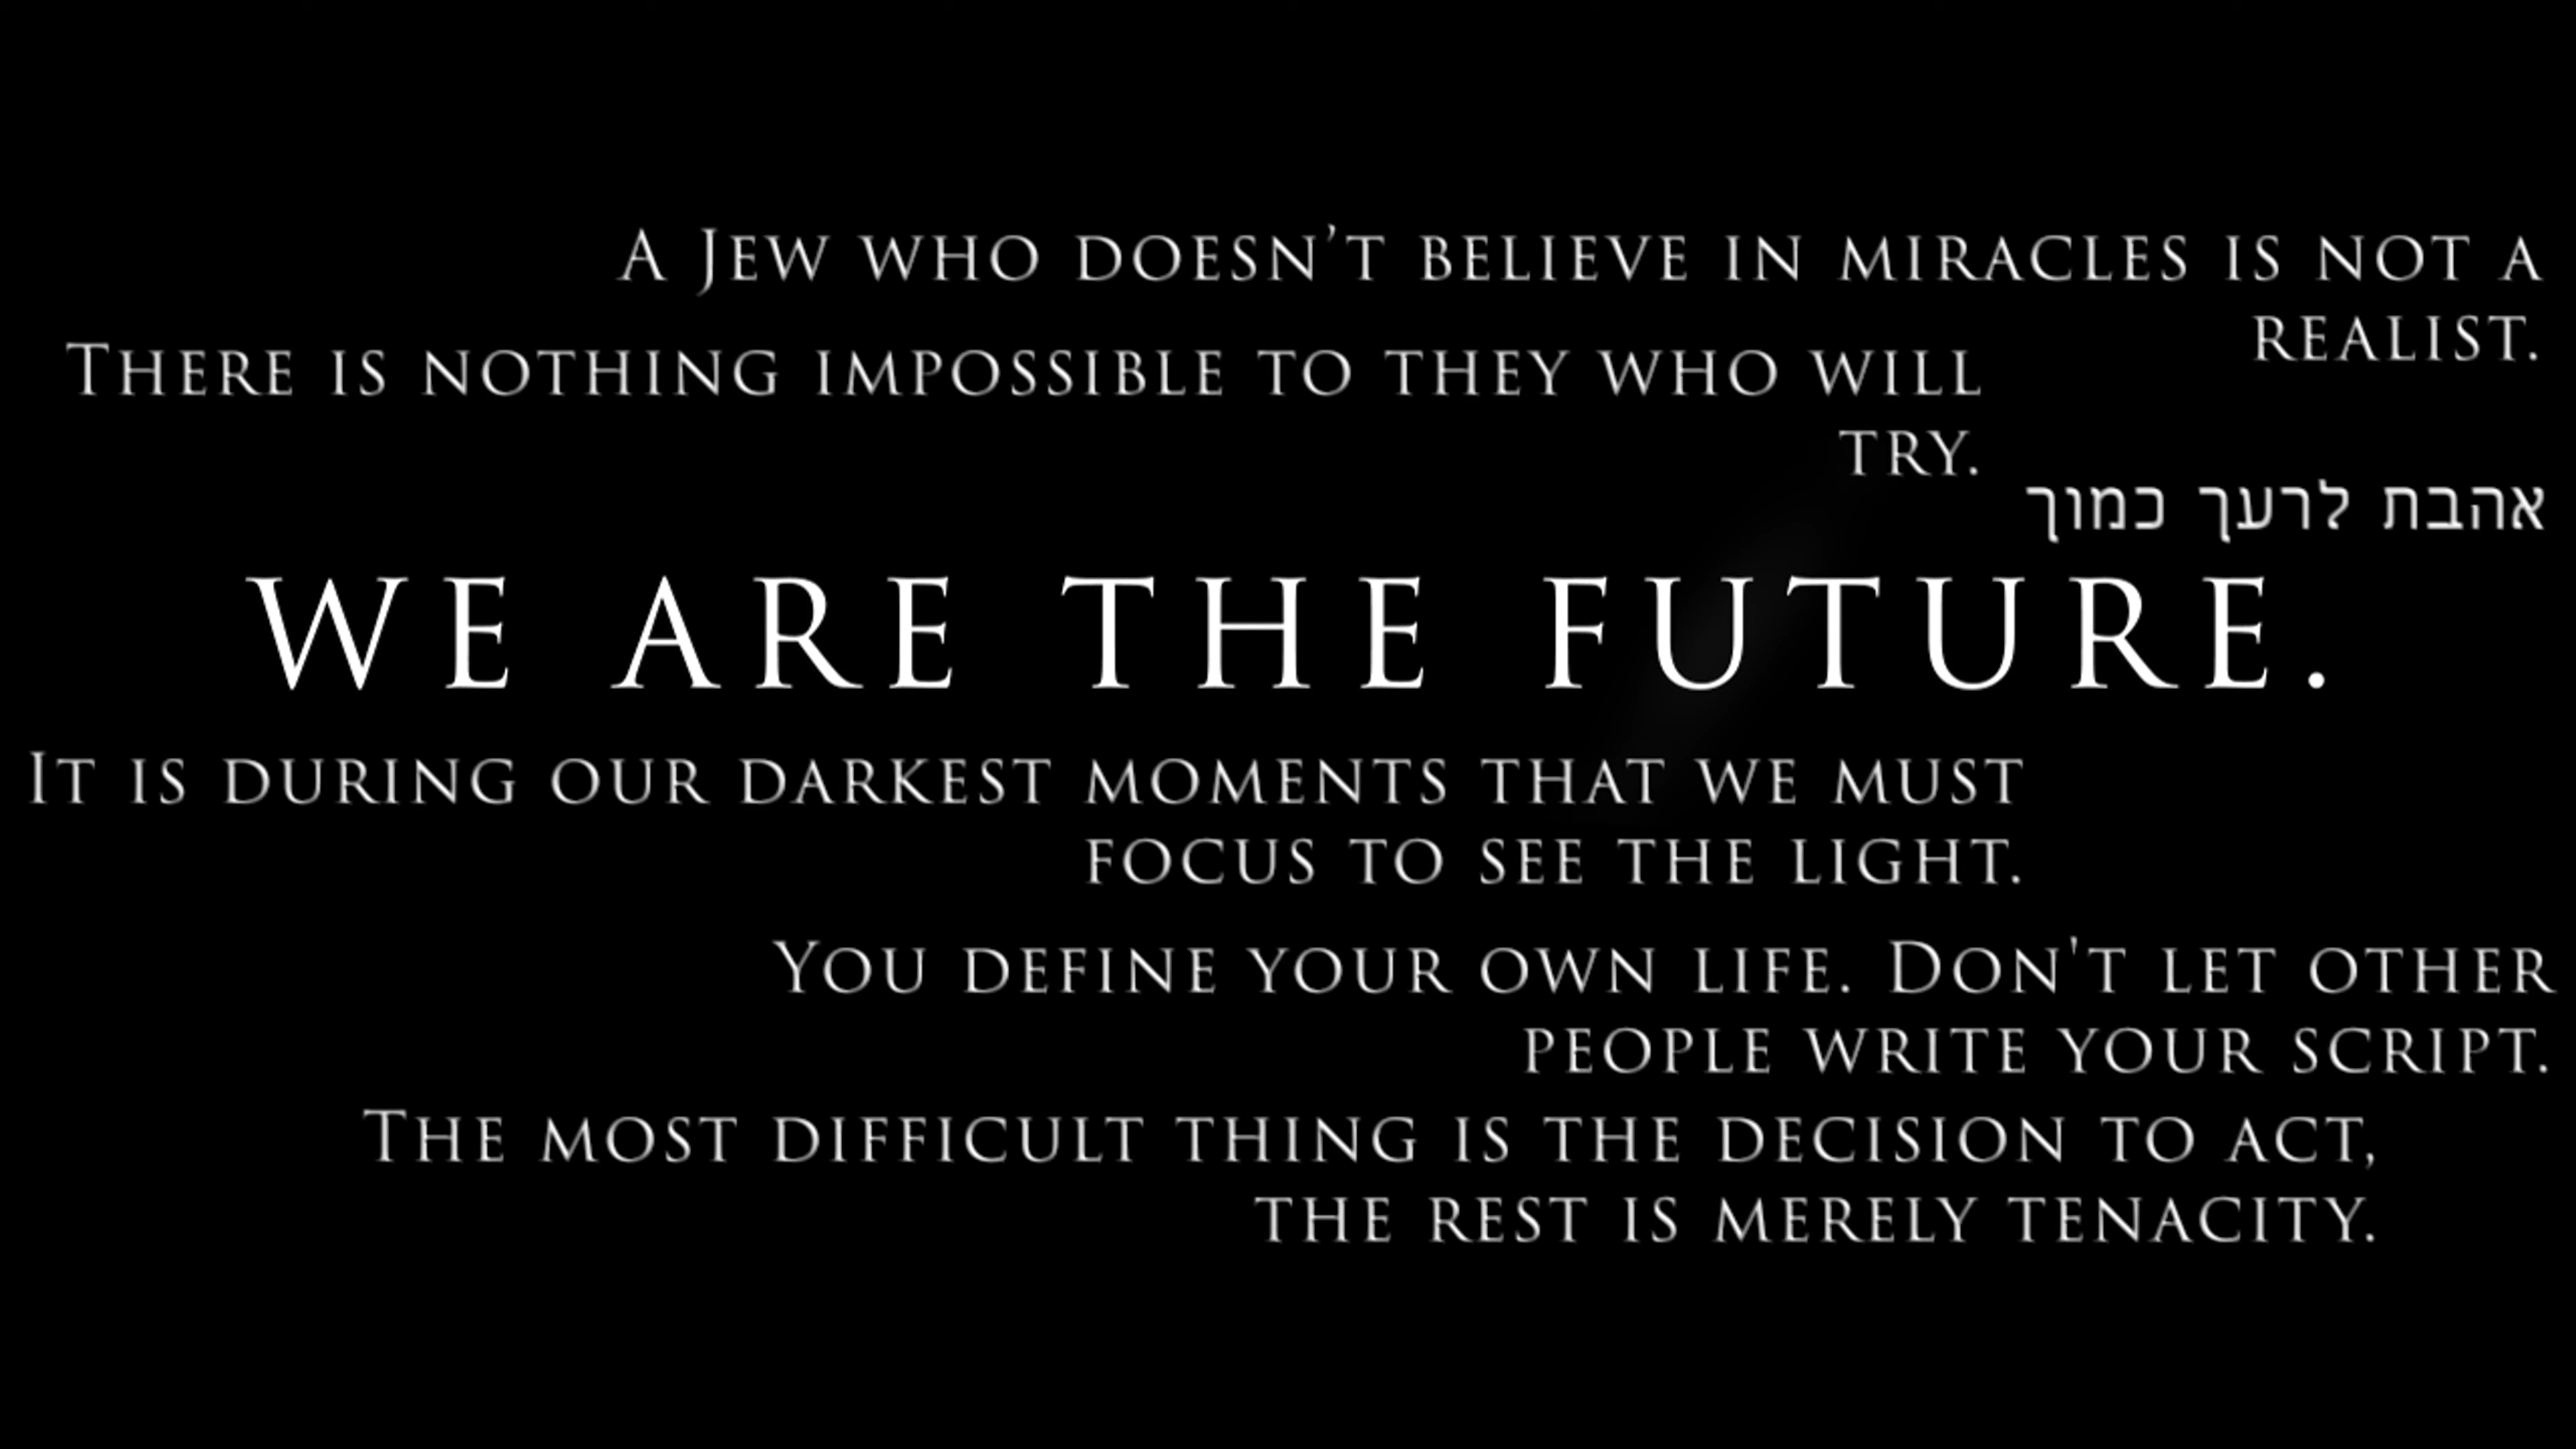 A Jew who doesn’t believe in miracles is not a
realist.
There is nothing impossible to they who will
try.
אהבת לרעך כמוך
WE ARE THE FUTURE.
It is during our darkest moments that we must
focus to see the light.
You define your own life. Don't let other
people write your script.
The most difficult thing is the decision to act,
the rest is merely tenacity.